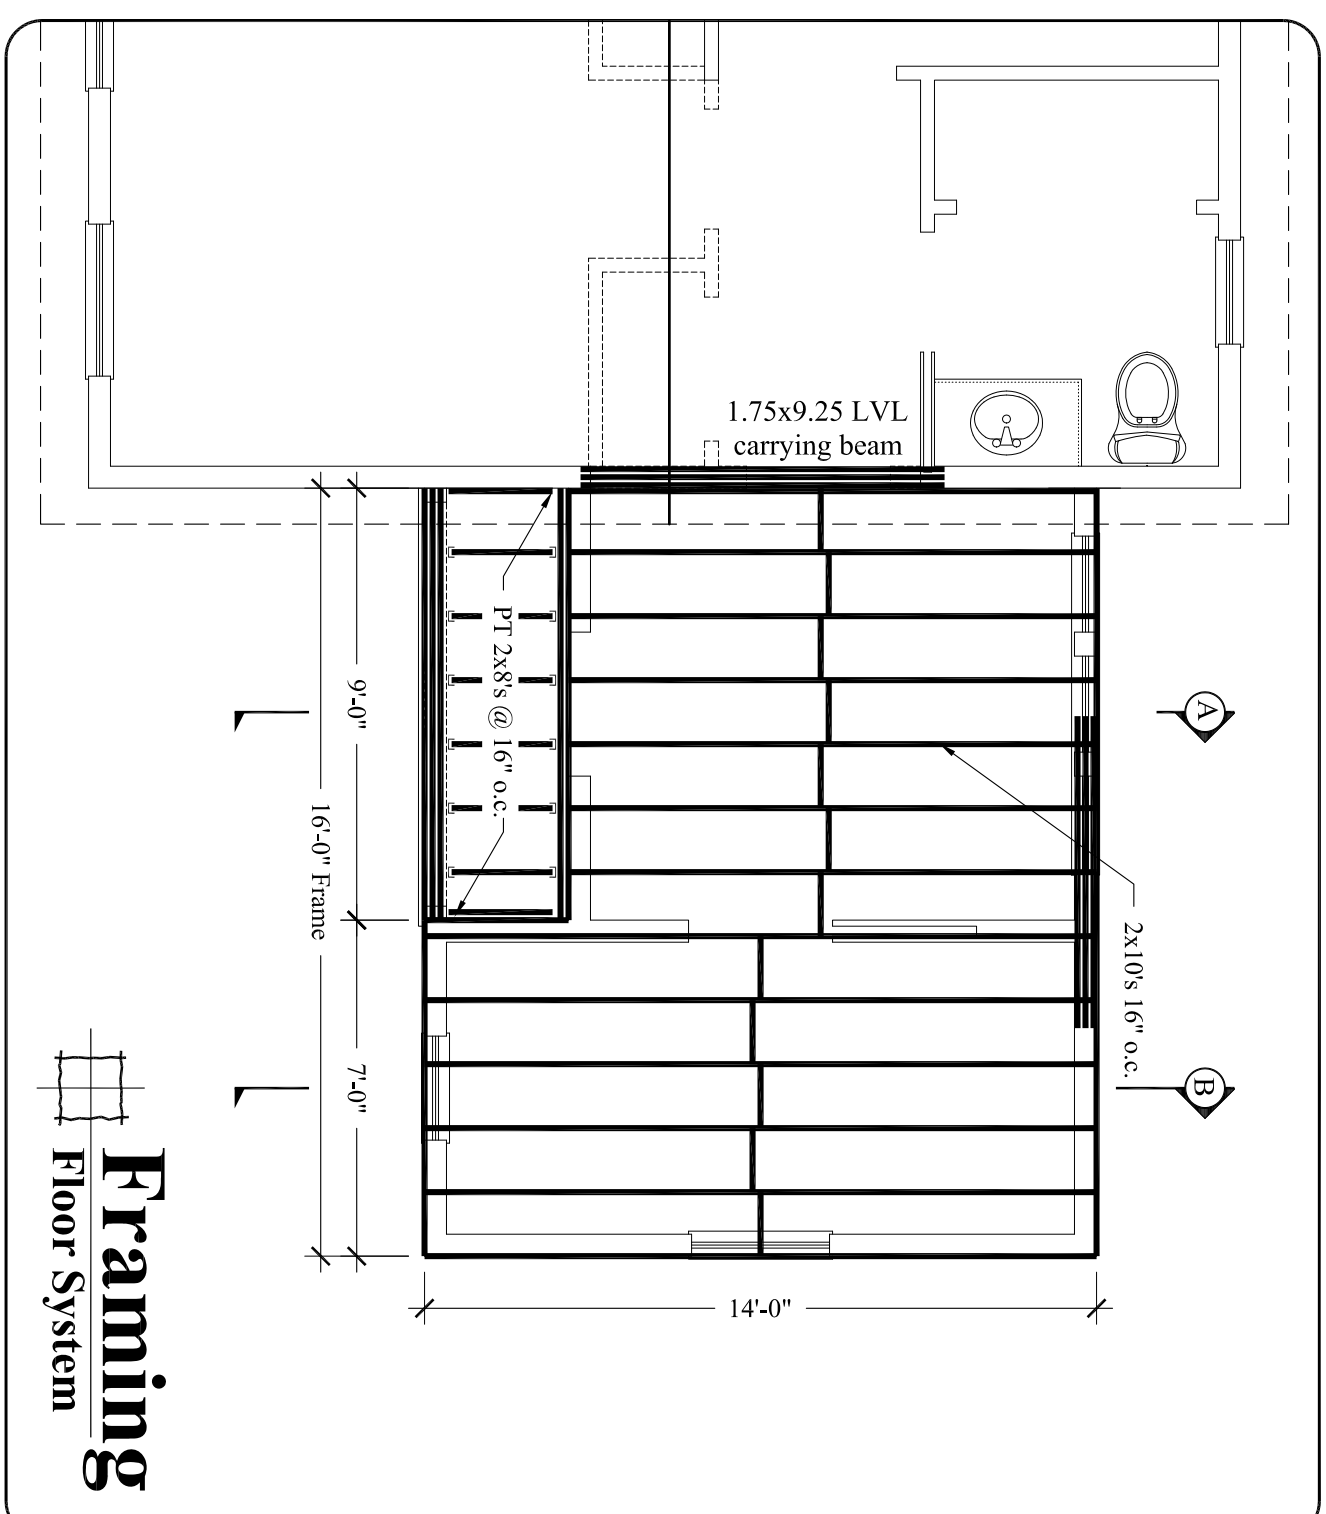 1.75x9.25 LVL
carrying beam
PT 2x8's @ 16" o.c.
A
9'-0"
16'-0" Frame
2x10's 16" o.c.
B
7'-0"
14'-0"
Framing
Floor System